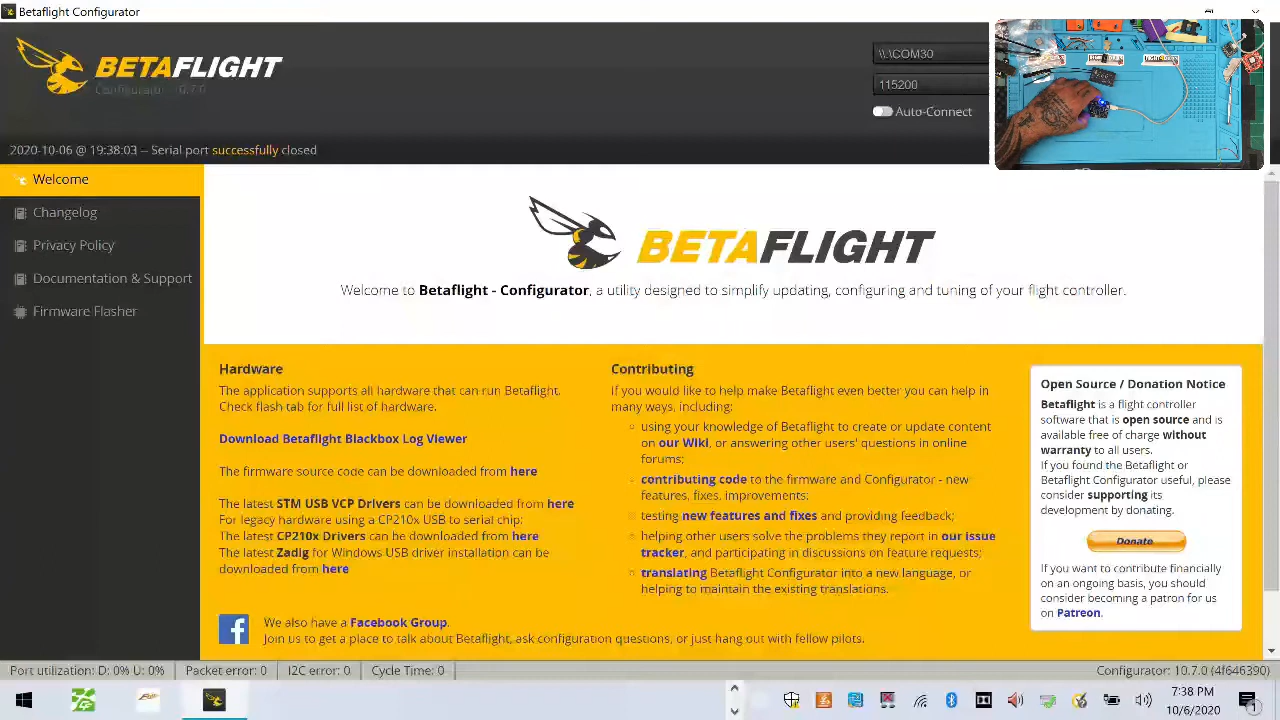 Betaflight Configurator
BETAFLIGHT
Configurator 10.7.0
\\.\COM30
115200
Auto-Connect
2020-10-06 @ 19:38:03 -- Serial port successfully closed
Welcome
Changelog
Privacy Policy
Documentation & Support
Firmware Flasher
BETAFLIGHT
Welcome to Betaflight - Configurator, a utility designed to simplify updating, configuring and tuning of your flight controller.
Hardware
The application supports all hardware that can run Betaflight.
Check flash tab for full list of hardware.
Download Betaflight Blackbox Log Viewer
The firmware source code can be downloaded from here
The latest STM USB VCP Drivers can be downloaded from here
For legacy hardware using a CP210x USB to serial chip:
The latest CP210x Drivers can be downloaded from here
The latest Zadig for Windows USB driver installation can be
downloaded from here
Contributing
If you would like to help make Betaflight even better you can help in
many ways, including:
using your knowledge of Betaflight to create or update content
on our Wiki, or answering other users' questions in online
forums;
contributing code to the firmware and Configurator - new
features, fixes, improvements;
testing new features and fixes and providing feedback;
helping other users solve the problems they report in our issue
tracker, and participating in discussions on feature requests;
translating Betaflight Configurator into a new language, or
helping to maintain the existing translations.
Open Source / Donation Notice
Betaflight is a flight controller
software that is open source and is
available free of charge without
warranty to all users.
If you found the Betaflight or
Betaflight Configurator useful, please
consider supporting its
development by donating.
Donate
If you want to contribute financially
on an ongoing basis, you should
consider becoming a patron for us
on Patreon.
We also have a Facebook Group.
Join us to get a place to talk about Betaflight, ask configuration questions, or just hang out with fellow pilots.
Port utilization: D: 0% U: 0%
Packet error: 0
I2C error: 0
Cycle Time: 0
Configurator: 10.7.0 (4f646390)
7:38 PM
10/6/2020